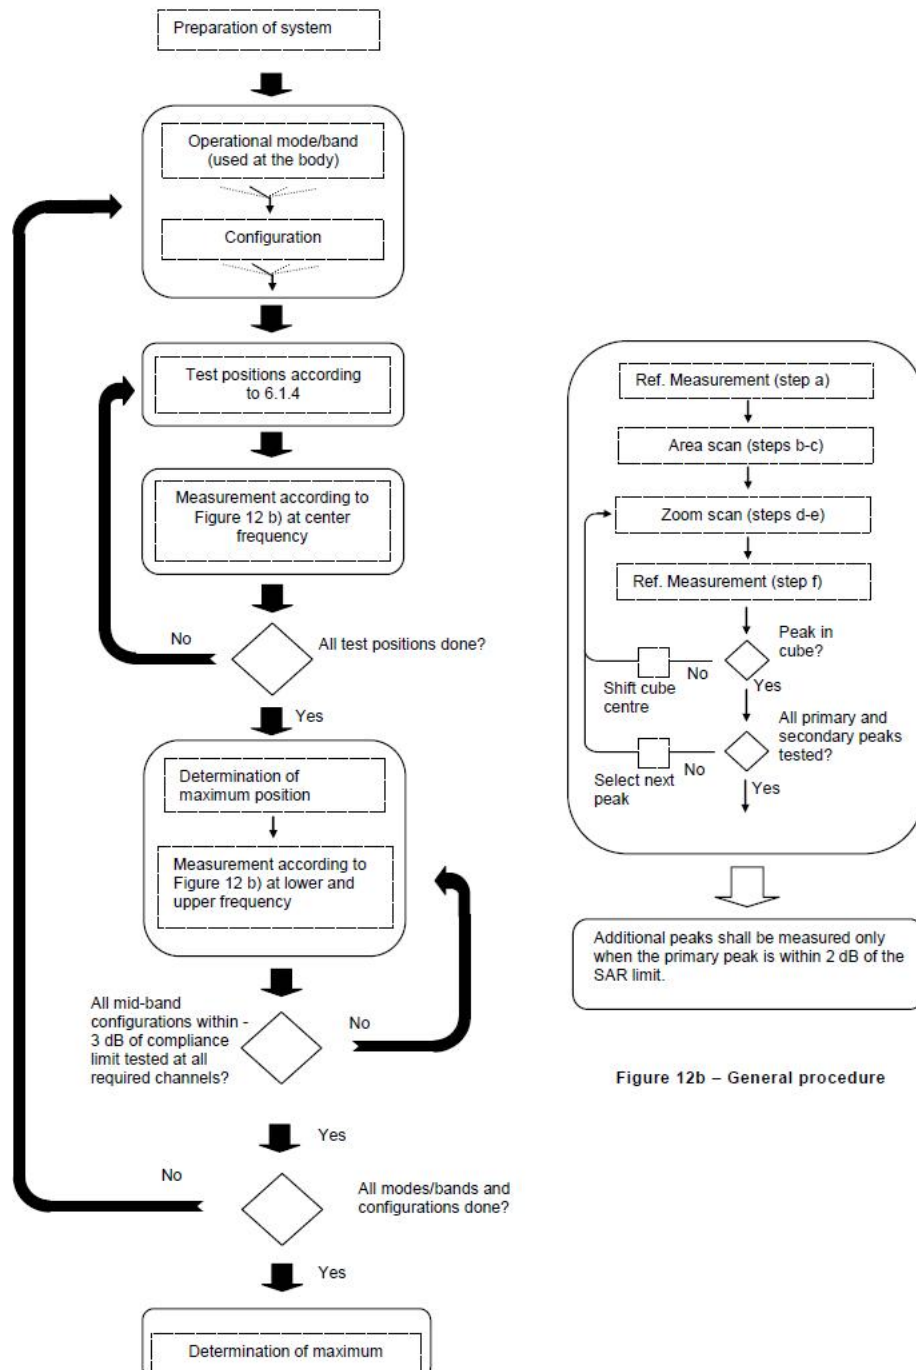 Preparation of system
Operational mode/band
(used at the body)
Configuration
Test positions according
to 6.1.4
Measurement according to
Figure 12 b) at center
frequency
No
All test positions done?
Yes
Determination of
maximum position
Measurement according to
Figure 12 b) at lower and
upper frequency
All mid-band
configurations within -
3 dB of compliance
limit tested at all
required channels?
No
Yes
No
All modes/bands and
configurations done?
Yes
Determination of maximum
Ref. Measurement (step a)
Area scan (steps b-c)
Zoom scan (steps d-e)
Ref. Measurement (step f)
Peak in
cube?
No
Shift cube
centre
Yes
All primary and
secondary peaks
tested?
No
Select next
peak
Yes
Additional peaks shall be measured only
when the primary peak is within 2 dB of the
SAR limit.
Figure 12b – General procedure